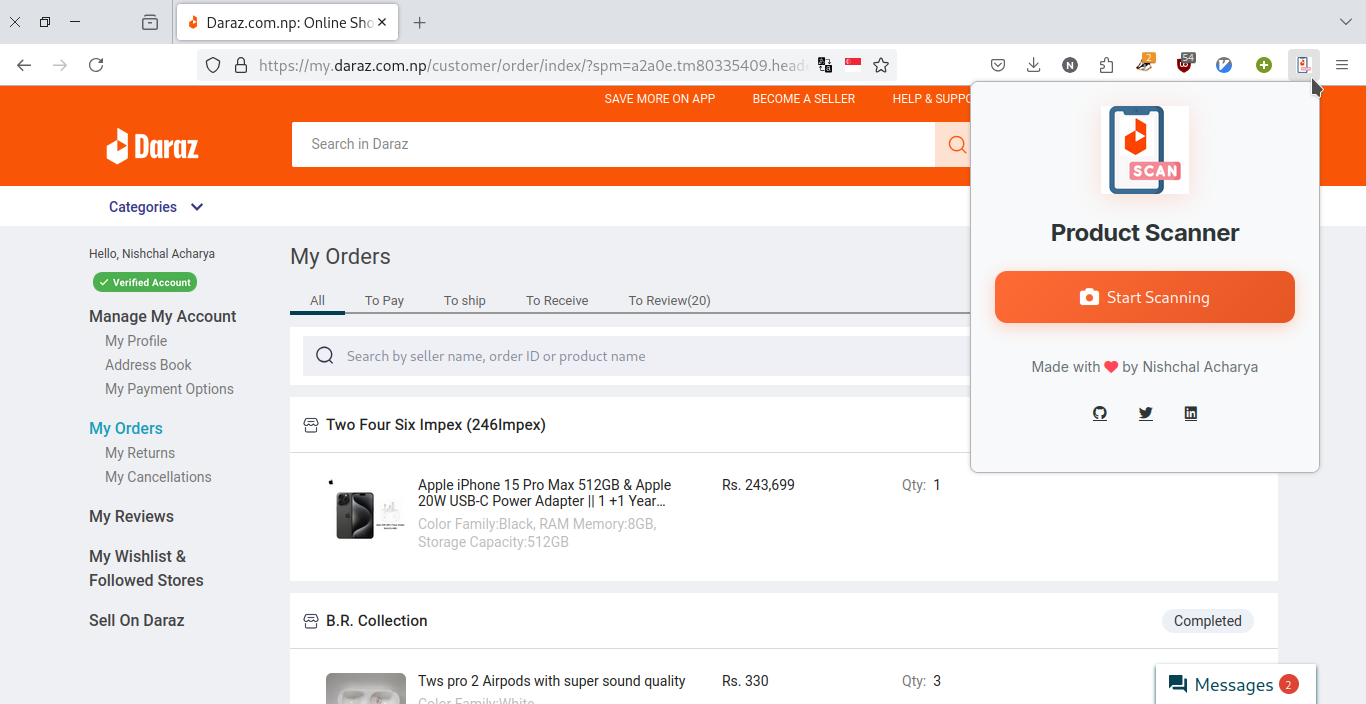 Daraz.com.np: Online Sho
https://my.daraz.com.np/customer/order/index/?spm=a2a0e.tm80335409.heade
N
2
54
SAVE MORE ON APP
BECOME A SELLER
HELP & SUPPO
Daraz
Search in Daraz
Categories
Hello, Nishchal Acharya
Verified Account
Manage My Account
My Profile
Address Book
My Payment Options
My Orders
My Returns
My Cancellations
My Reviews
My Wishlist &
Followed Stores
Sell On Daraz
My Orders
All
To Pay
To ship
To Receive
To Review(20)
Search by seller name, order ID or product name
Two Four Six Impex (246Impex)
Apple iPhone 15 Pro Max 512GB & Apple
20W USB-C Power Adapter || 1 +1 Year...
Color Family:Black, RAM Memory:8GB,
Storage Capacity:512GB
Rs. 243,699
Qty: 1
B.R. Collection
Completed
Tws pro 2 Airpods with super sound quality
Color Family:White
Rs. 330
Qty: 3
SCAN
Product Scanner
Start Scanning
Made with ❤ by Nishchal Acharya
Messages 2